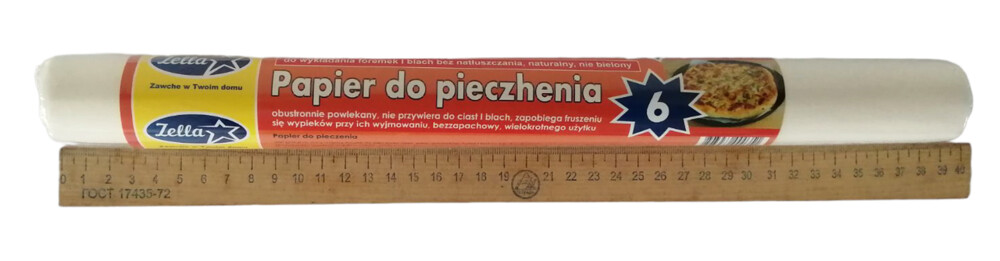 Zella
do wykładania foremek i blach bez natłuszczania, naturalny, nie bielony
Zawche w Twoim domu
Papier do pieczhenia
6
obustronnie powlekany, nie przywiera do ciast i blach, zapobiega fruszeniu
się wypieków przy ich wyjmowaniu, bezzapachowy, wielokrotnego użytku
Zella
Papier do pieczeniu
0 1 2 3 4 5 6 7 8 9 10 11 12 13 14 15 16 17 18 19 21 22 23 24 25 26 27 28 29 30 31 32 33 34 35 36 37 38 39 40
ГОСТ 17435-72